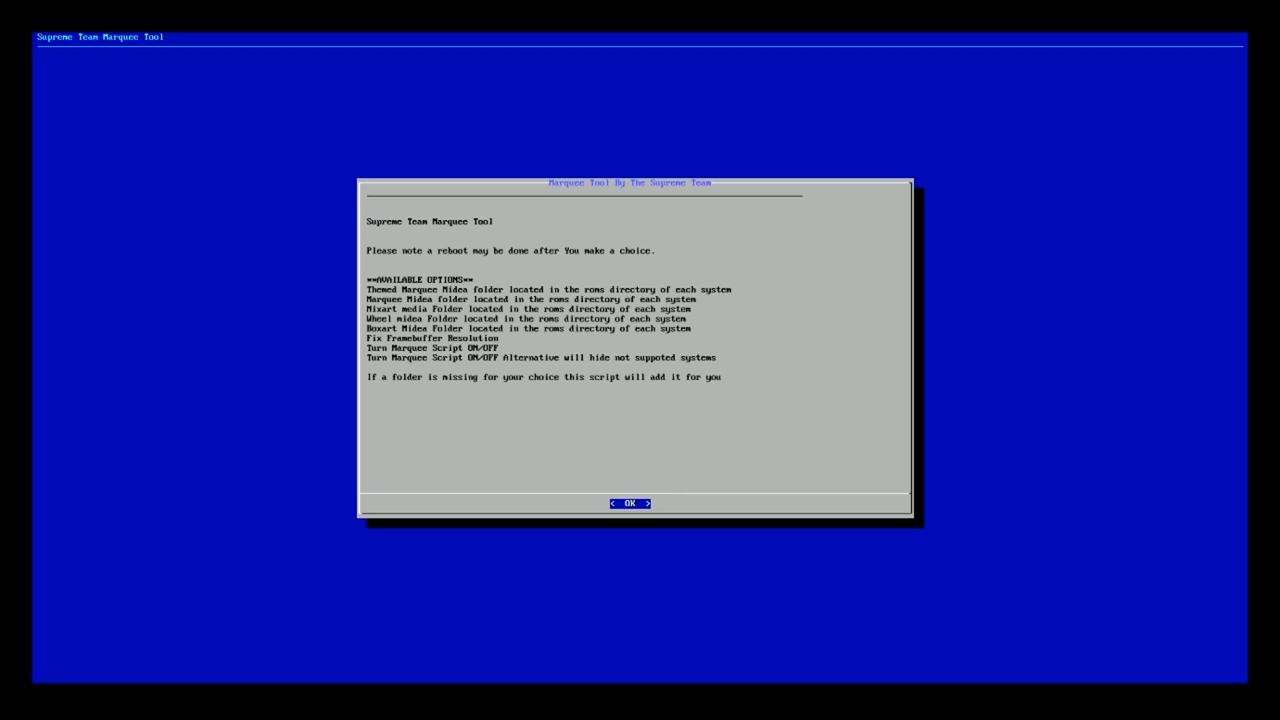 Supreme Team Marquee Tool
Marquee Tool By The Supreme Team
Supreme Team Marquee Tool
Please note a reboot may be done after You make a choice.
**AVAILABLE OPTIONS**
Themed Marquee Midea folder located in the roms directory of each system
Marquee Midea folder located in the roms directory of each system
Mixart media Folder located in the roms directory of each system
Wheel midea Folder located in the roms directory of each system
Boxart Midea Folder located in the roms directory of each system
Fix Framebuffer Resolution
Turn Marquee Script ON/OFF
Turn Marquee Script ON/OFF Alternative will hide not suppoted systems
If a folder is missing for your choice this script will add it for you
< OK >